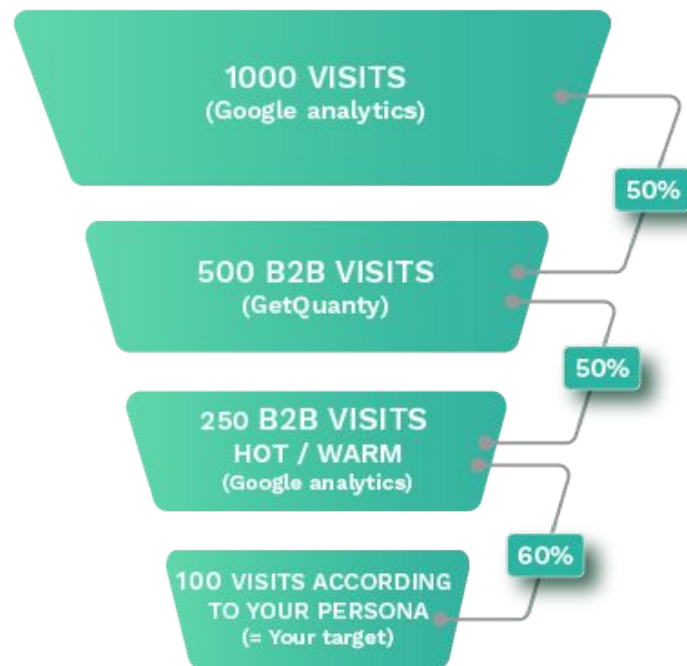 1000 VISITS
(Google analytics)
50%
500 B2B VISITS
(GetQuanty)
50%
250 B2B VISITS
HOT / WARM
(Google analytics)
60%
100 VISITS ACCORDING
TO YOUR PERSONA
(= Your target)